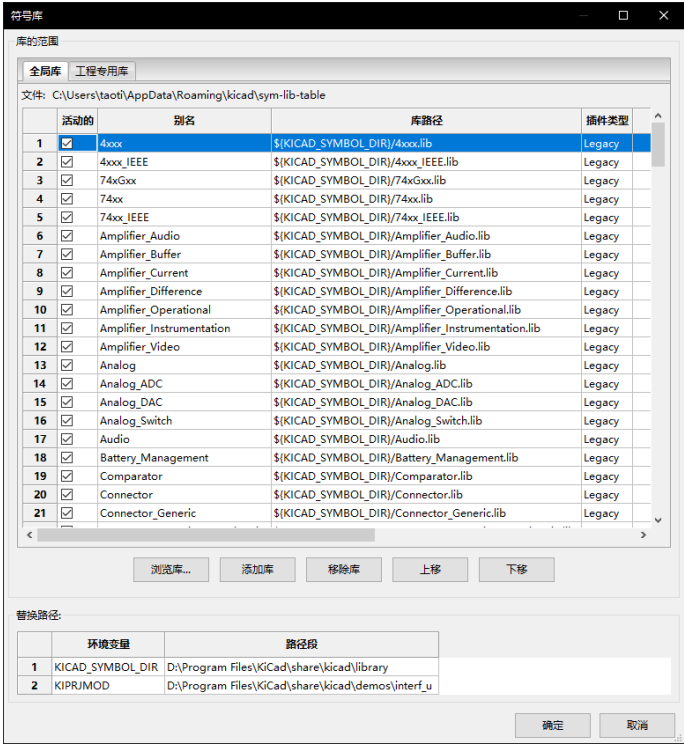 符号库
库的范围
全局库 工程专用库
文件: C:\Users\taoti\AppData\Roaming\kicad\sym-lib-table
活动的 别名 库路径 插件类型
1 4xxx ${KICAD_SYMBOL_DIR}/4xxx.lib Legacy
2 4xxx_IEEE ${KICAD_SYMBOL_DIR}/4xxx_IEEE.lib Legacy
3 74xGxx ${KICAD_SYMBOL_DIR}/74xGxx.lib Legacy
4 74xx ${KICAD_SYMBOL_DIR}/74xx.lib Legacy
5 74xx_IEEE ${KICAD_SYMBOL_DIR}/74xx_IEEE.lib Legacy
6 Amplifier_Audio ${KICAD_SYMBOL_DIR}/Amplifier_Audio.lib Legacy
7 Amplifier_Buffer ${KICAD_SYMBOL_DIR}/Amplifier_Buffer.lib Legacy
8 Amplifier_Current ${KICAD_SYMBOL_DIR}/Amplifier_Current.lib Legacy
9 Amplifier_Difference ${KICAD_SYMBOL_DIR}/Amplifier_Difference.lib Legacy
10 Amplifier_Operational ${KICAD_SYMBOL_DIR}/Amplifier_Operational.lib Legacy
11 Amplifier_Instrumentation ${KICAD_SYMBOL_DIR}/Amplifier_Instrumentation.lib Legacy
12 Amplifier_Video ${KICAD_SYMBOL_DIR}/Amplifier_Video.lib Legacy
13 Analog ${KICAD_SYMBOL_DIR}/Analog.lib Legacy
14 Analog_ADC ${KICAD_SYMBOL_DIR}/Analog_ADC.lib Legacy
15 Analog_DAC ${KICAD_SYMBOL_DIR}/Analog_DAC.lib Legacy
16 Analog_Switch ${KICAD_SYMBOL_DIR}/Analog_Switch.lib Legacy
17 Audio ${KICAD_SYMBOL_DIR}/Audio.lib Legacy
18 Battery_Management ${KICAD_SYMBOL_DIR}/Battery_Management.lib Legacy
19 Comparator ${KICAD_SYMBOL_DIR}/Comparator.lib Legacy
20 Connector ${KICAD_SYMBOL_DIR}/Connector.lib Legacy
21 Connector_Generic ${KICAD_SYMBOL_DIR}/Connector_Generic.lib Legacy
浏览库... 添加库 移除库 上移 下移
替换路径:
环境变量 路径段
1 KICAD_SYMBOL_DIR D:\Program Files\KiCad\share\kicad\library
2 KIPRJMOD D:\Program Files\KiCad\share\kicad\demos\interf_u
确定 取消